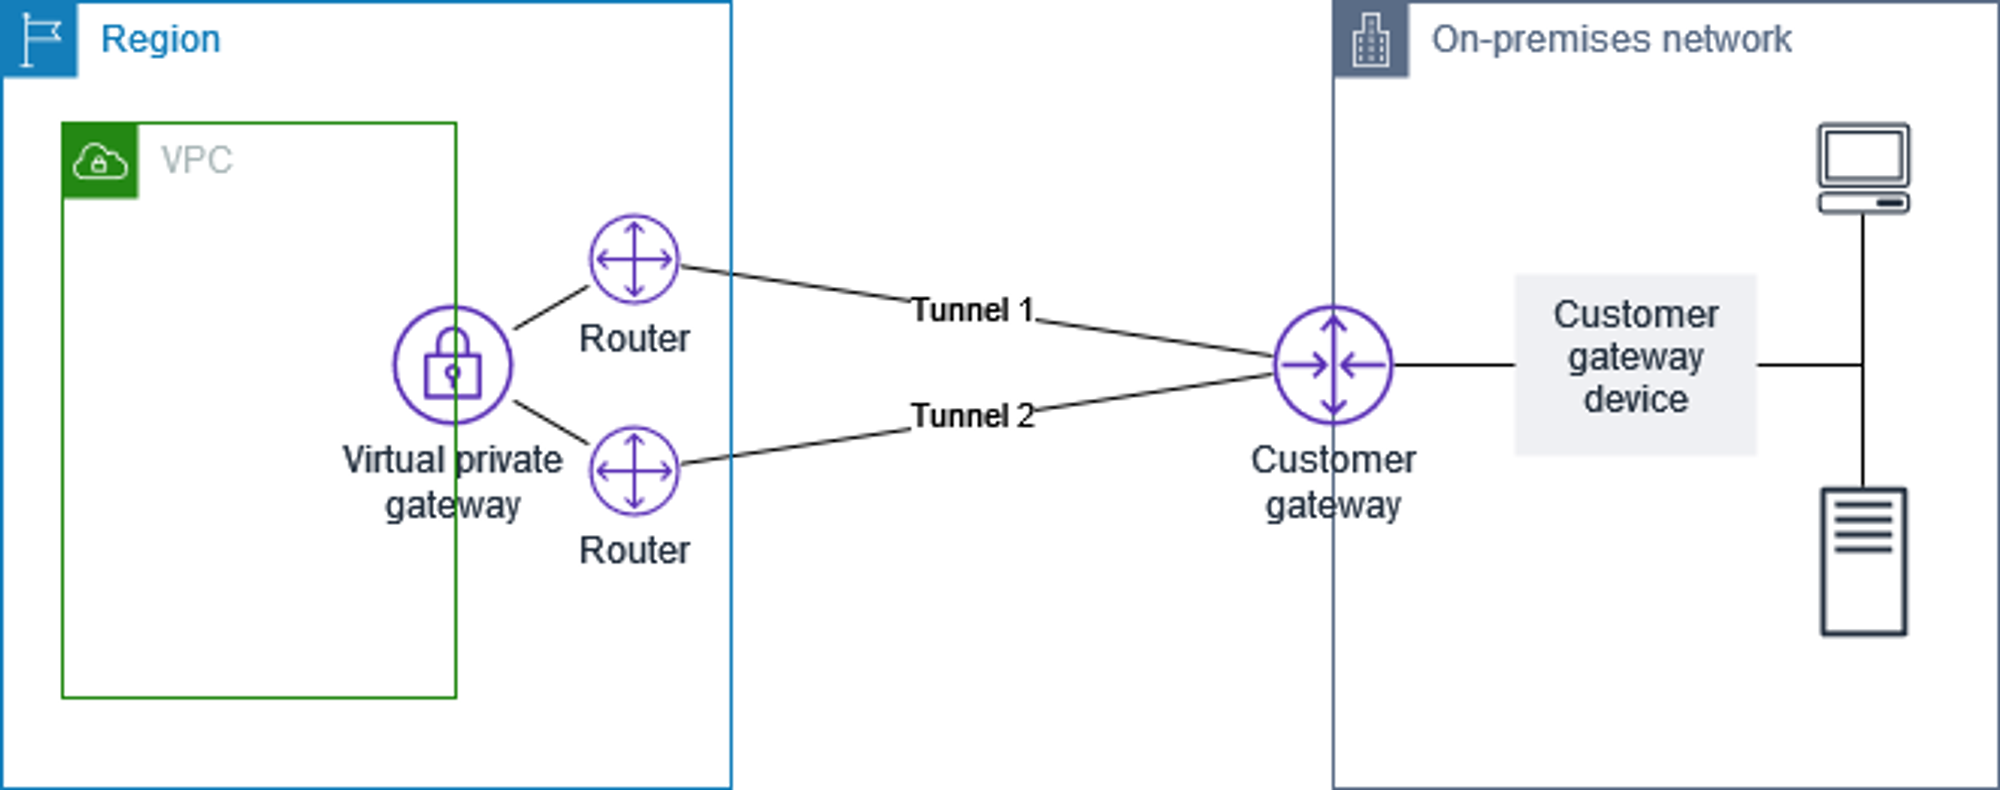 Region
On-premises network
VPC
Router
Tunnel 1
Tunnel 2
Virtual private
gateway
Router
Customer
gateway
Customer
gateway
device